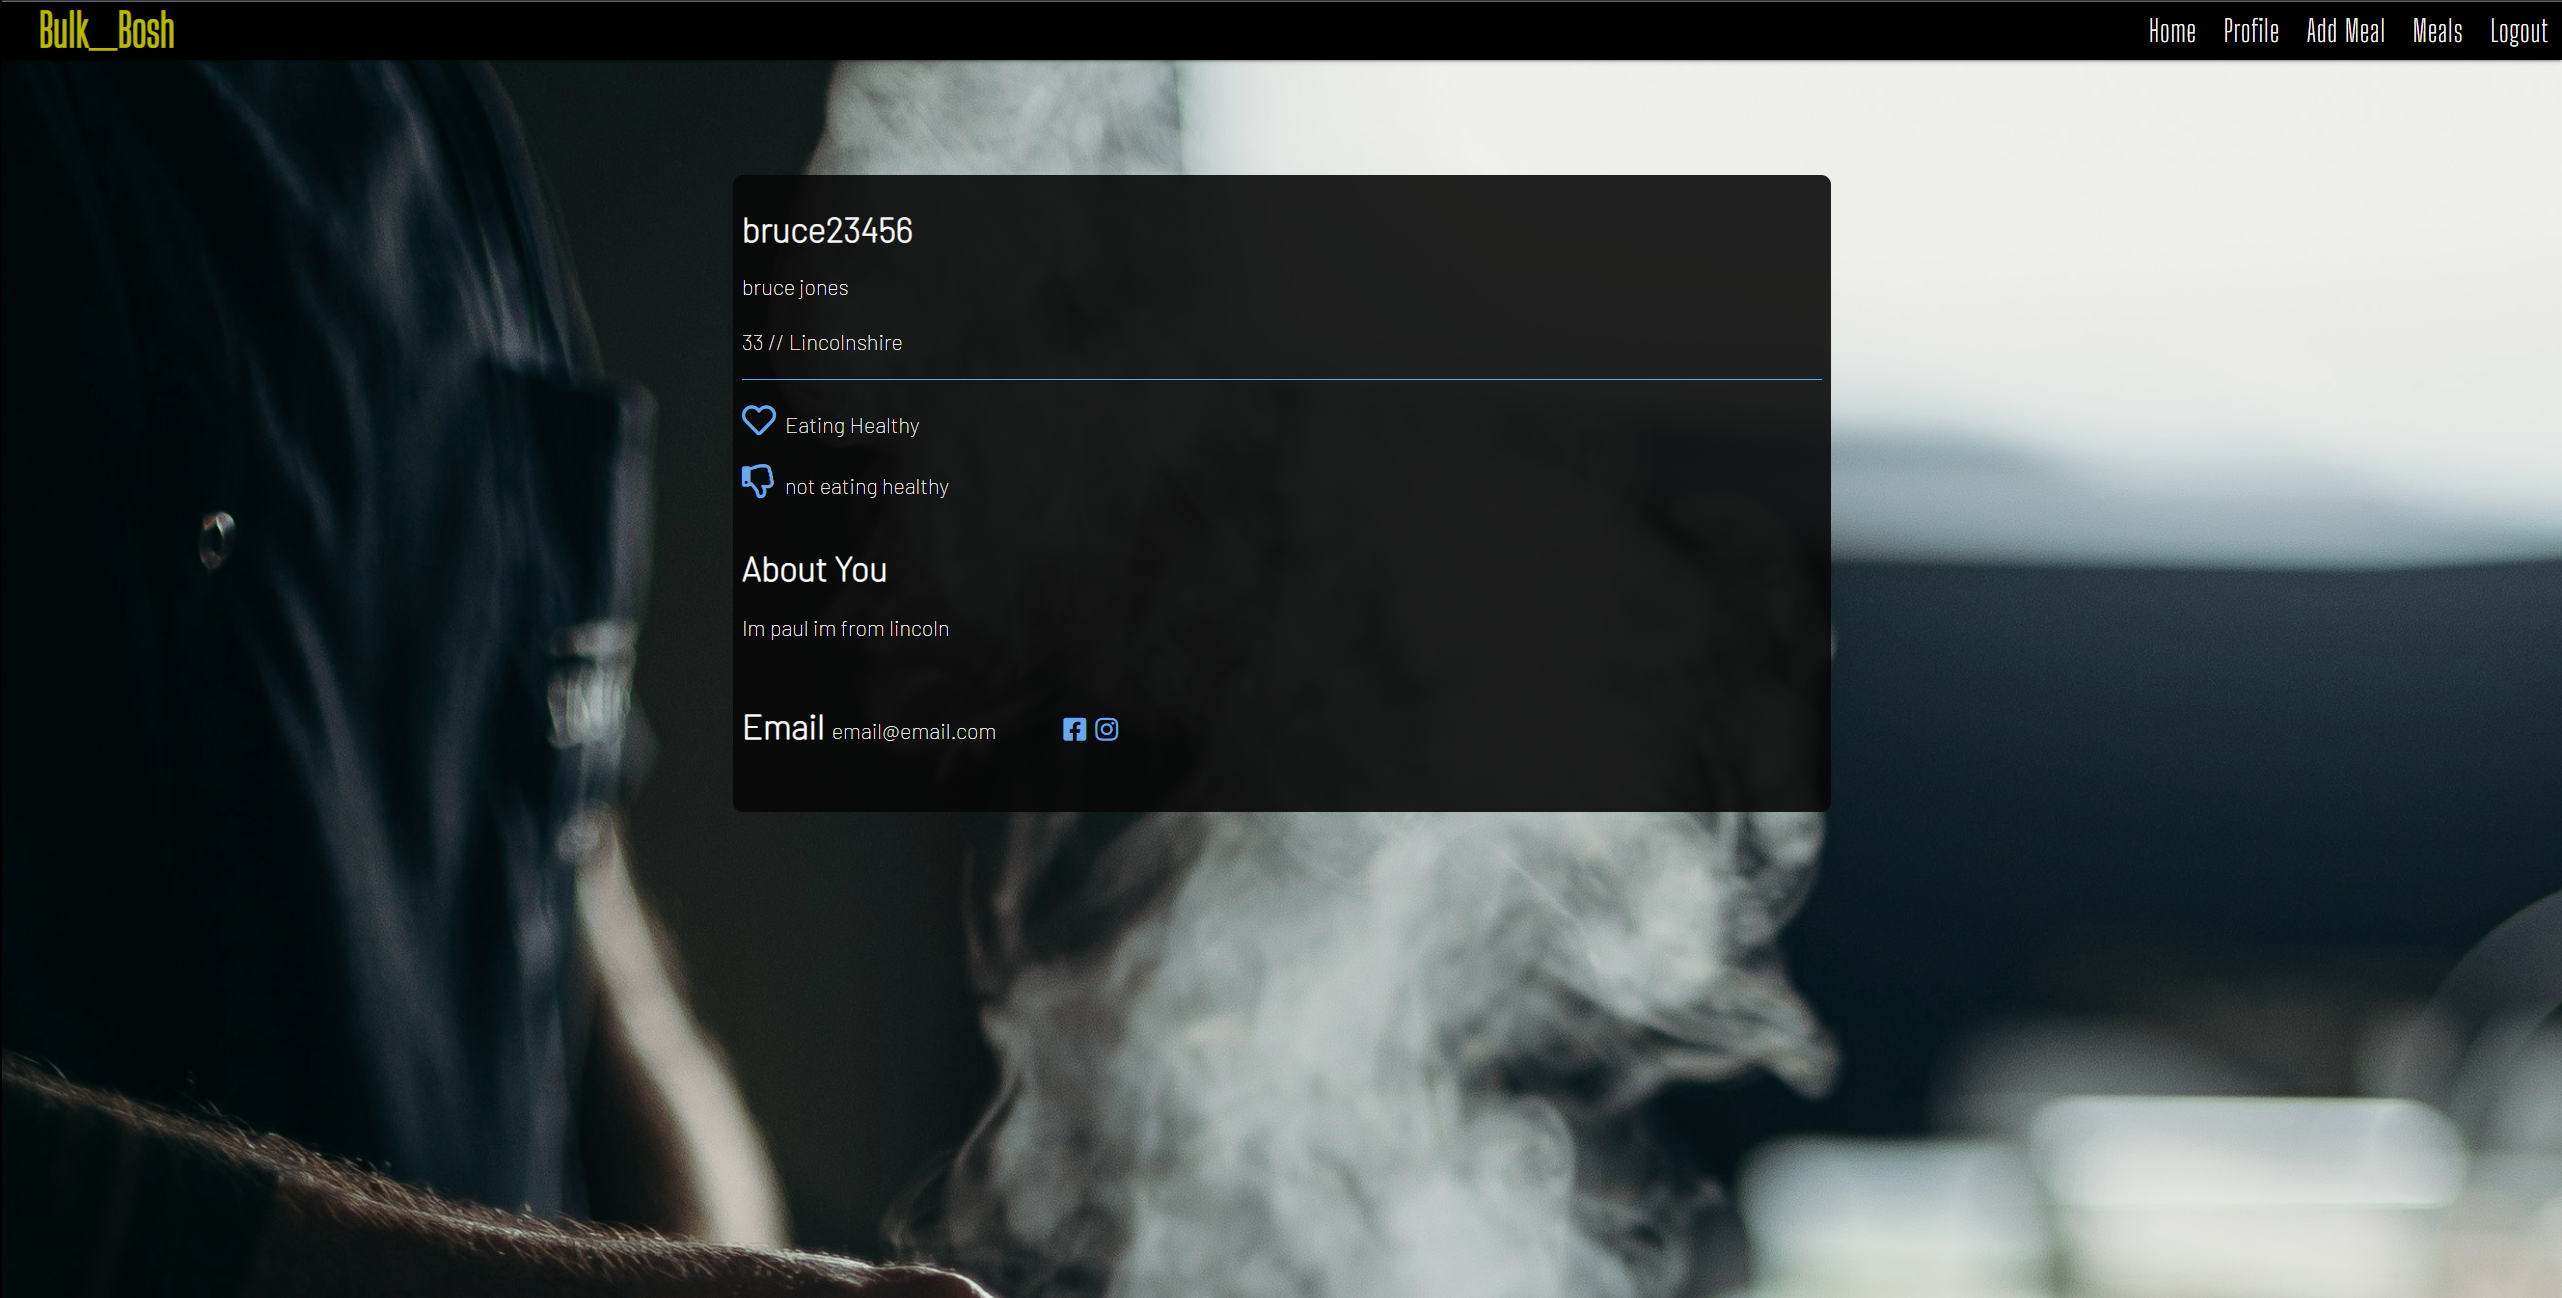 Bulk__Bosh
Home Profile Add Meal Meals Logout
bruce23456
bruce jones
33 // Lincolnshire
Eating Healthy
not eating healthy
About You
Im paul im from lincoln
Email email@email.com